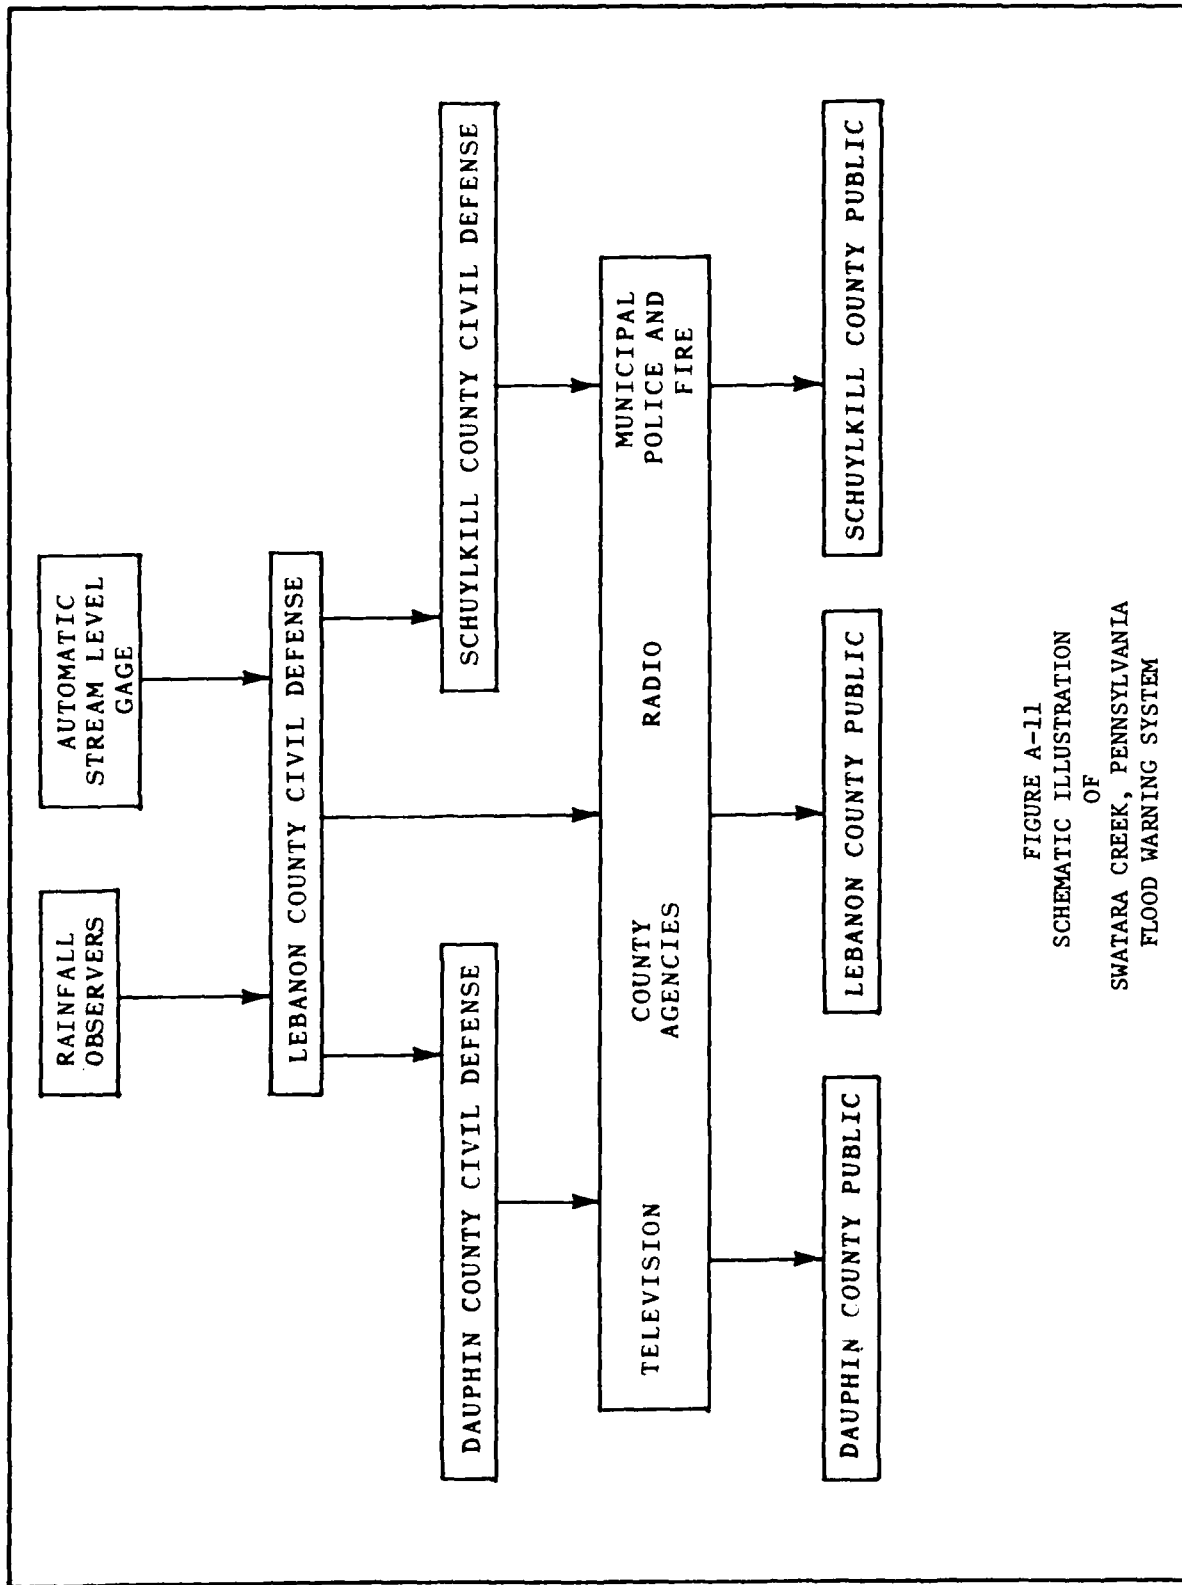 RAINFALL
OBSERVERS
AUTOMATIC
STREAM LEVEL
GAGE
LEBANON COUNTY CIVIL DEFENSE
DAUPHIN COUNTY CIVIL DEFENSE
SCHUYLKILL COUNTY CIVIL DEFENSE
TELEVISION
COUNTY
AGENCIES
RADIO
MUNICIPAL
POLICE AND
FIRE
DAUPHIN COUNTY PUBLIC
LEBANON COUNTY PUBLIC
SCHUYLKILL COUNTY PUBLIC
FIGURE A-11
SCHEMATIC ILLUSTRATION
OF
SWATARA CREEK, PENNSYLVANIA
FLOOD WARNING SYSTEM